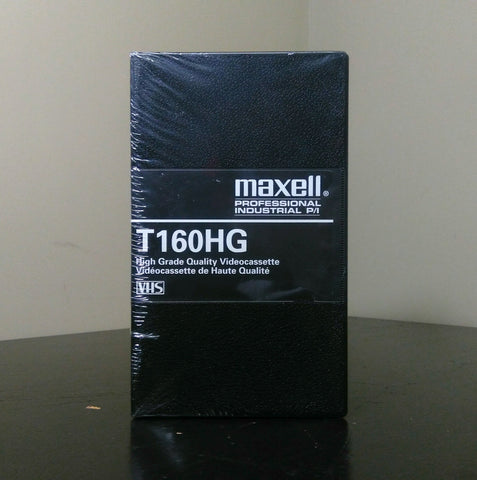 maxell®
PROFESSIONAL
INDUSTRIAL P/I
T160HG
High Grade Quality Videocassette
Vidéocassette de Haute Qualité
VHS